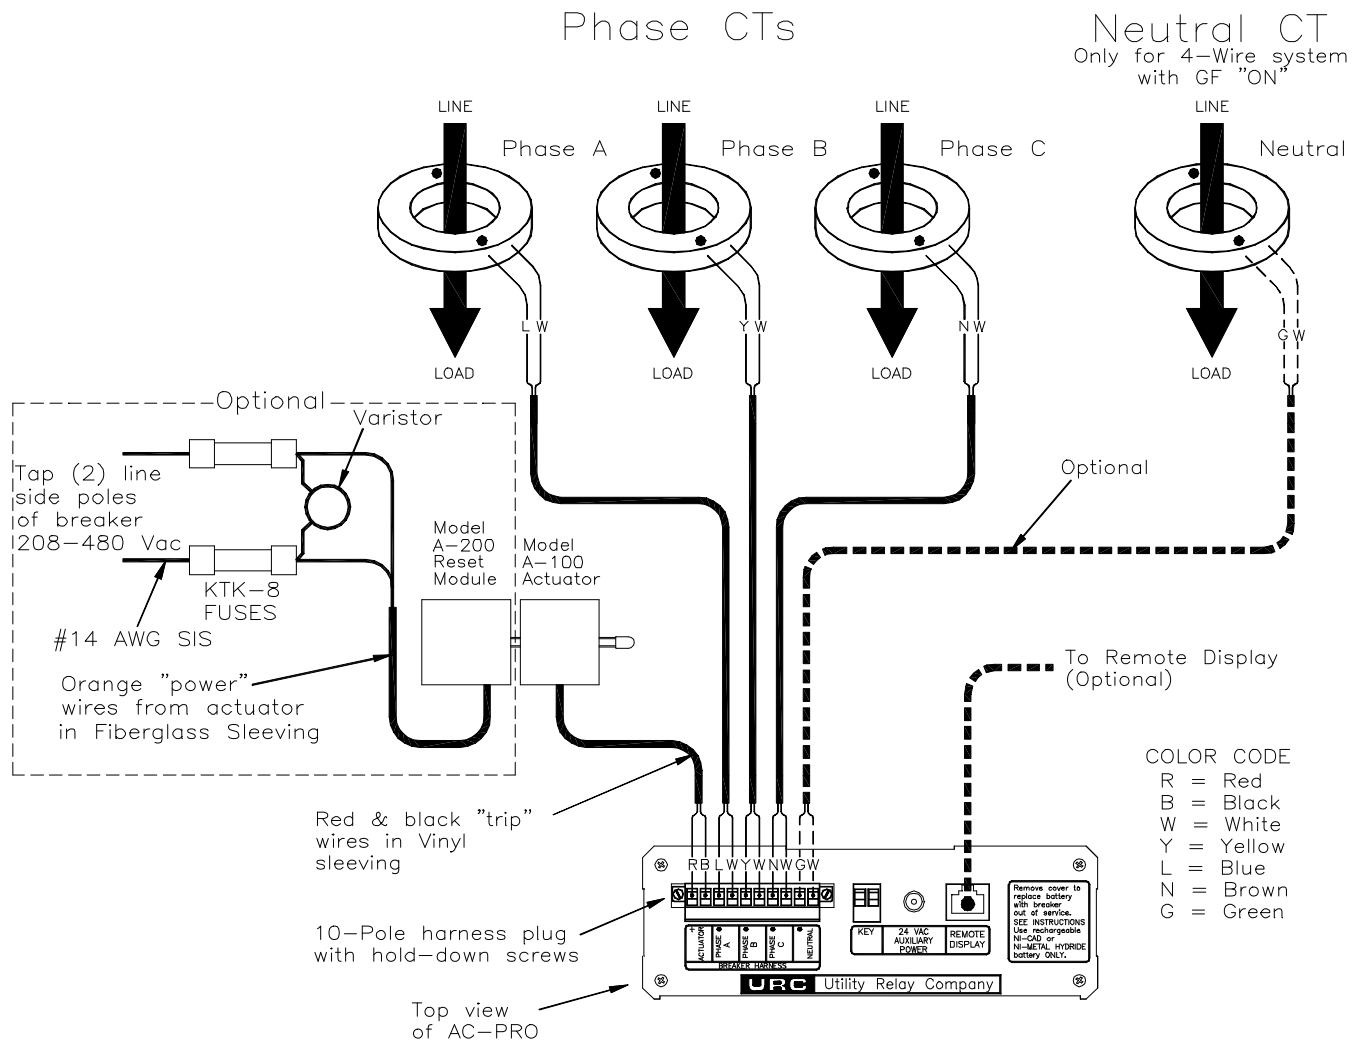 Phase CTs
Neutral CT
Only for 4-Wire system
with GF "ON"
LINE
LINE
LINE
LINE
Phase A
Phase B
Phase C
Neutral
L W
Y W
N W
G W
LOAD
LOAD
LOAD
LOAD
Optional
Varistor
Tap (2) line
side poles
of breaker
208-480 Vac
KTK-8
FUSES
#14 AWG SIS
Model
A-200
Reset
Module
Model
A-100
Actuator
Optional
Orange "power"
wires from actuator
in Fiberglass Sleeving
To Remote Display
(Optional)
COLOR CODE
R = Red
B = Black
W = White
Y = Yellow
L = Blue
N = Brown
G = Green
Red & black "trip"
wires in Vinyl
sleeving
R B L W Y W N W G W
10-Pole harness plug
with hold-down screws
+
ACTUATOR
PHASE
A
PHASE
B
PHASE
C
NEUTRAL
BREAKER HARNESS
KEY
24 VAC
AUXILIARY
POWER
REMOTE
DISPLAY
Remove cover to
replace battery
with breaker
out of service.
SEE INSTRUCTIONS
Use rechargeable
NI-CAD or
NI-METAL HYDRIDE
battery ONLY.
URC Utility Relay Company
Top view
of AC-PRO